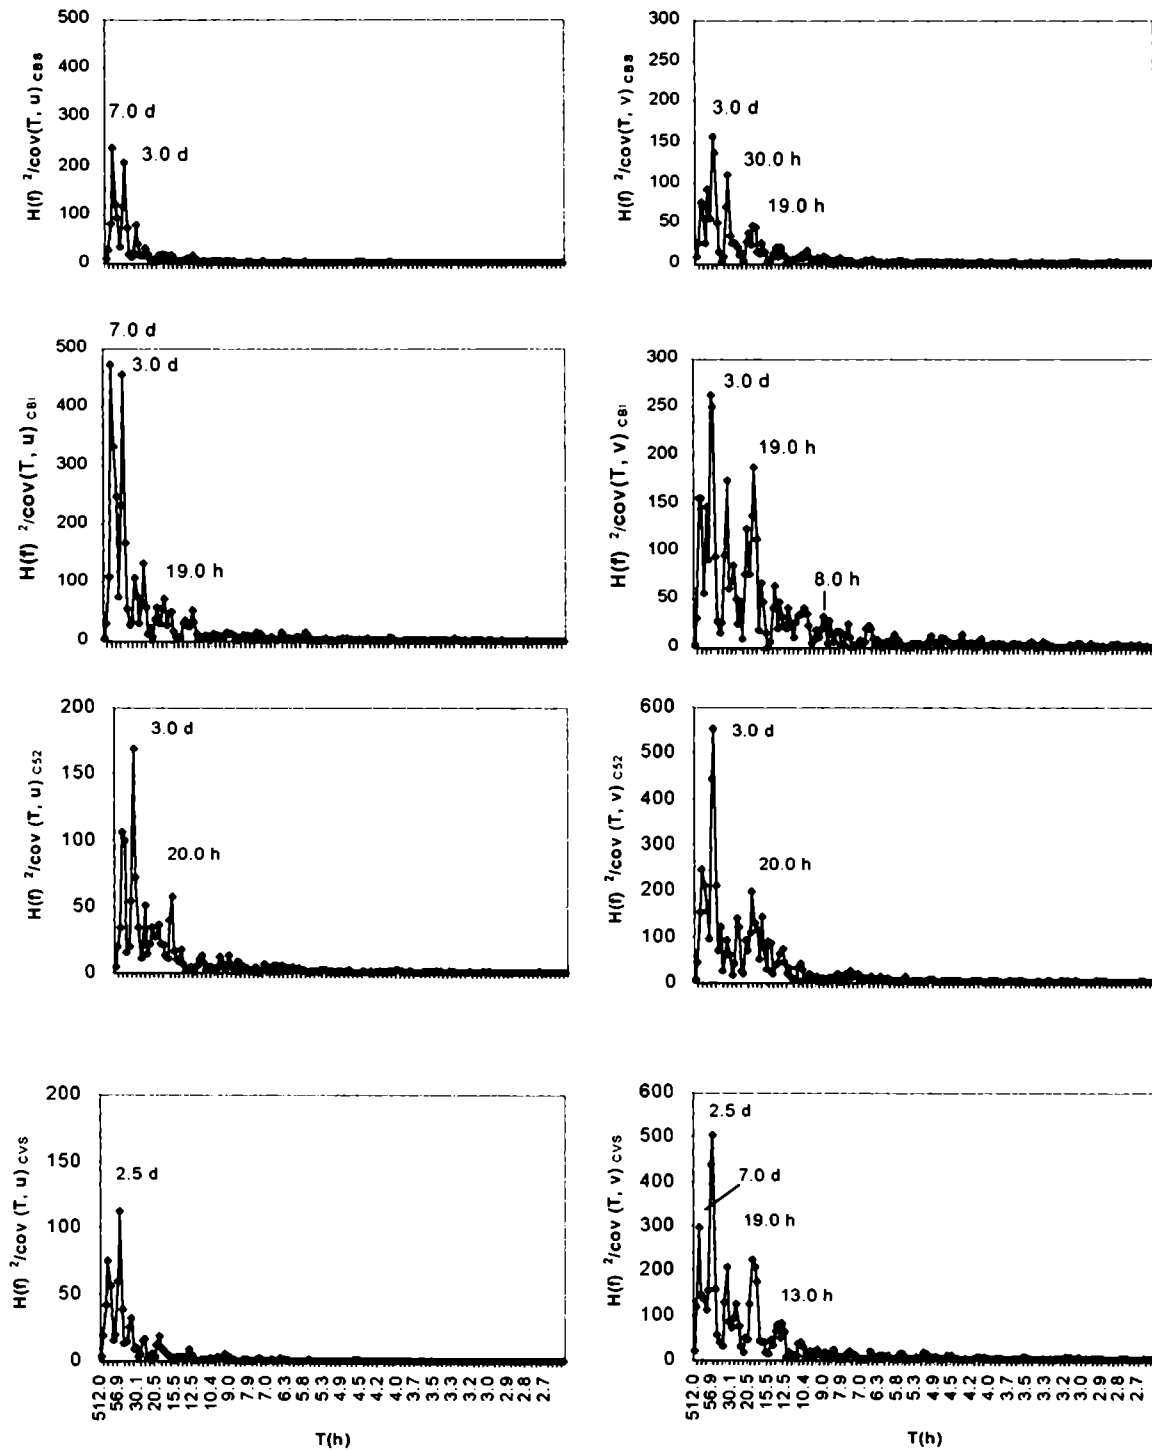 H(f) ²/cov(T, u) CBS
500
400
300
200
100
0
7.0 d
3.0 d
H(f) ²/cov(T, v) CBS
300
250
200
150
100
50
0
3.0 d
30.0 h
19.0 h
H(f) ²/cov(T, u) CBI
500
400
300
200
100
0
7.0 d
3.0 d
19.0 h
H(f) ²/cov(T, v) CBI
300
250
200
150
100
50
0
3.0 d
19.0 h
8.0 h
H(f) ²/cov (T, u) C52
200
150
100
50
0
3.0 d
20.0 h
H(f) ²/cov (T, v) C52
600
500
400
300
200
100
0
3.0 d
20.0 h
H(f) ²/cov (T, u) CVS
200
150
100
50
0
2.5 d
512.0 56.9 30.1 20.5 15.5 12.5 10.4 9.0 7.9 7.0 6.3 5.8 5.3 4.9 4.5 4.2 4.0 3.7 3.5 3.3 3.2 3.0 2.9 2.8 2.7
T(h)
H(f) ²/cov (T, v) CVS
600
500
400
300
200
100
0
2.5 d
7.0 d
19.0 h
13.0 h
512.0 56.9 30.1 20.5 15.5 12.5 10.4 9.0 7.9 7.0 6.3 5.8 5.3 4.9 4.5 4.2 4.0 3.7 3.5 3.3 3.2 3.0 2.9 2.8 2.7
T(h)